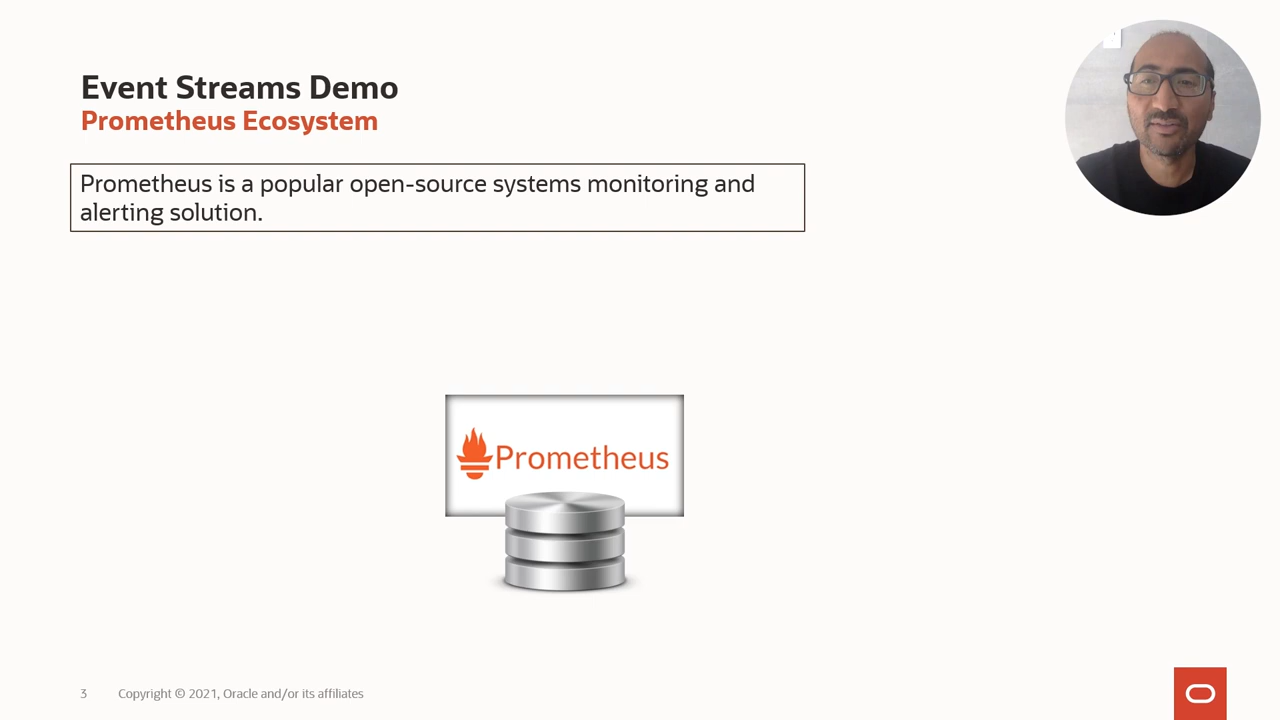 Event Streams Demo
Prometheus Ecosystem
Prometheus is a popular open-source systems monitoring and
alerting solution.
Prometheus
3 Copyright © 2021, Oracle and/or its affiliates